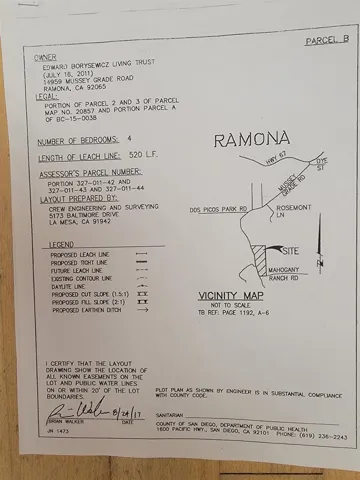 PARCEL B
OWNER
EDWARD BORYSEWICZ LIVING TRUST
(JULY 18, 2011)
14959 MUSSEY GRADE ROAD
RAMONA, CA 92065
LEGAL:
PORTION OF PARCEL 2 AND 3 OF PARCEL
MAP NO. 20857 AND PORTION PARCEL A
OF BC-15-0038
NUMBER OF BEDROOMS: 4
LENGTH OF LEACH LINE: 520 L.F.
ASSESSOR'S PARCEL NUMBER:
PORTION 327-011-42 AND
327-011-43 AND 327-011-44
LAYOUT PREPARED BY:
CREW ENGINEERING AND SURVEYING
5173 BALTIMORE DRIVE
LA MESA, CA 91942
LEGEND
PROPOSED LEACH LINE
PROPOSED TIGHT LINE
FUTURE LEACH LINE
EXISTING CONTOUR LINE
DAYLITE LINE
PROPOSED CUT SLOPE (1.5:1)
PROPOSED FILL SLOPE (2:1)
PROPOSED EARTHEN DITCH
RAMONA
HWY 67
DYE
ST
MUSSEY
GRADE RD
DOS PICOS PARK RD
ROSEMONT
LN
SITE
MAHOGANY
RANCH RD
VICINITY MAP
NOT TO SCALE
TB REF: PAGE 1192, A-6
I CERTIFY THAT THE LAYOUT
DRAWING SHOW THE LOCATION OF
ALL KNOWN EASEMENTS ON THE
LOT AND PUBLIC WATER LINES
ON OR WITHIN 20' OF THE LOT
BOUNDARIES.
8/24/17
BRIAN WALKER DATE
JN 1473
PLOT PLAN AS SHOWN BY ENGINEER IS IN SUBSTANTIAL COMPLIANCE
WITH COUNTY CODE.
SANITARIAN
COUNTY OF SAN DIEGO, DEPARTMENT OF PUBLIC HEALTH
1600 PACIFIC HWY., SAN DIEGO, CA 92101 PHONE: (619) 236-2243